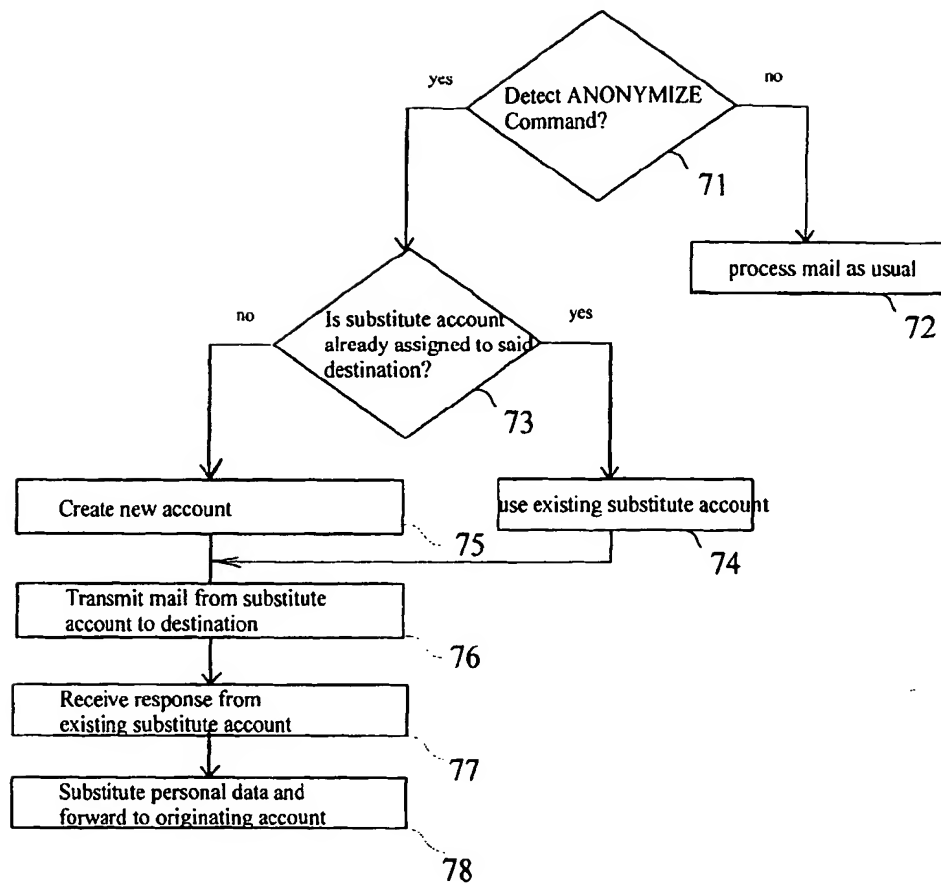 yes
no
Detect ANONYMIZE
Command?
71
process mail as usual
72
no
yes
Is substitute account
already assigned to said
destination?
73
Create new account
75
use existing substitute account
74
Transmit mail from substitute
account to destination
76
Receive response from
existing substitute account
77
Substitute personal data and
forward to originating account
78